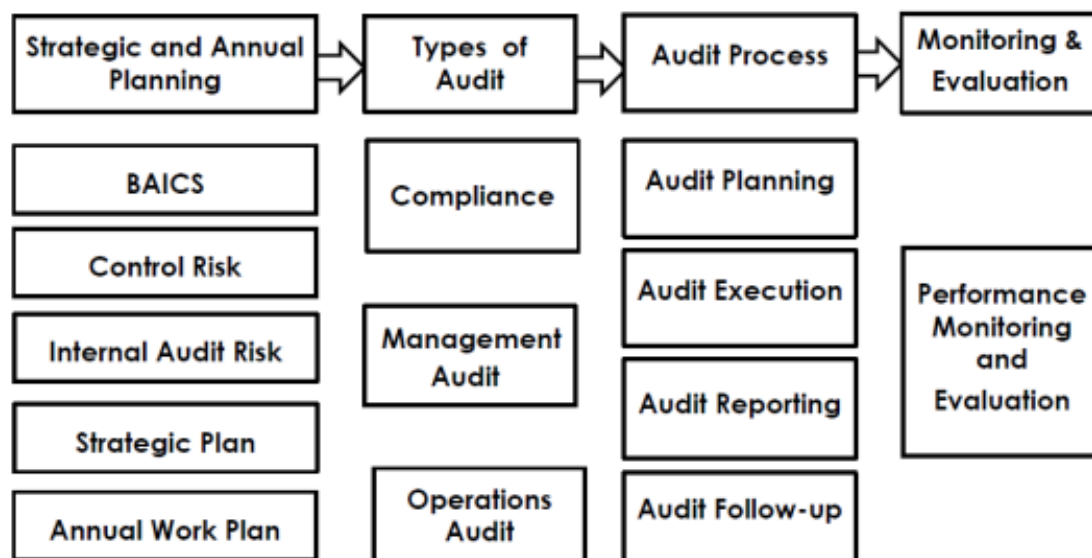 Strategic and Annual
Planning
Types of
Audit
Audit Process
Monitoring &
Evaluation
BAICS
Control Risk
Internal Audit Risk
Strategic Plan
Annual Work Plan
Compliance
Management
Audit
Operations
Audit
Audit Planning
Audit Execution
Audit Reporting
Audit Follow-up
Performance
Monitoring
and
Evaluation